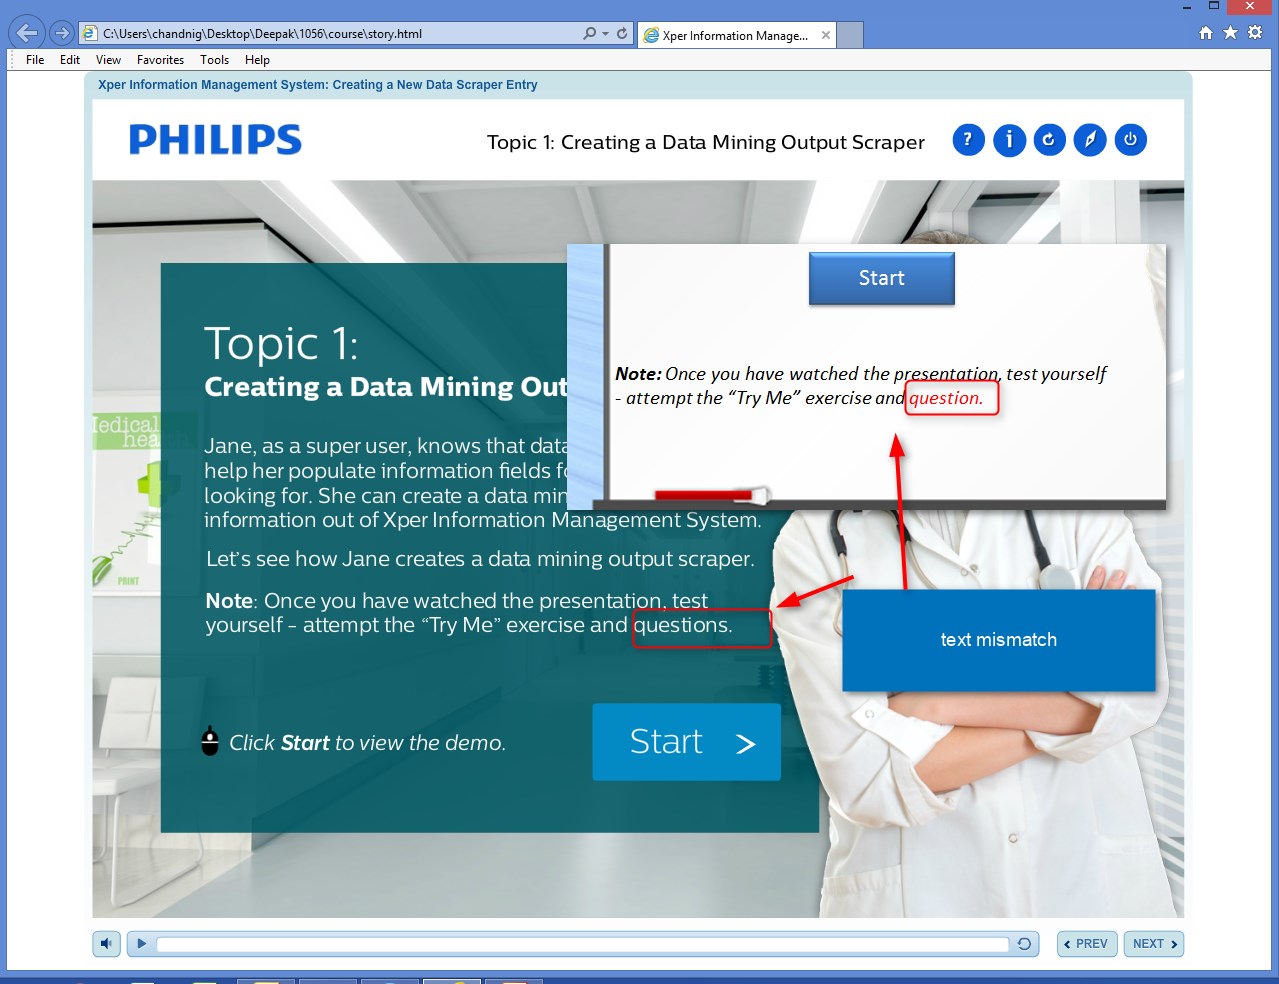 C:\Users\chandnig\Desktop\Deepak\1056\course\story.html
Xper Information Manage...
File Edit View Favorites Tools Help
Xper Information Management System: Creating a New Data Scraper Entry
PHILIPS
Topic 1: Creating a Data Mining Output Scraper
Start
Note: Once you have watched the presentation, test yourself
- attempt the “Try Me” exercise and question.
Topic 1:
Creating a Data Mining Out
Jane, as a super user, knows that data
help her populate information fields fo
looking for. She can create a data min
information out of Xper Information Management System.
Let’s see how Jane creates a data mining output scraper.
Note: Once you have watched the presentation, test
yourself – attempt the “Try Me” exercise and questions.
text mismatch
Click Start to view the demo.
Start >
Medical
hea
PRINT
PREV
NEXT